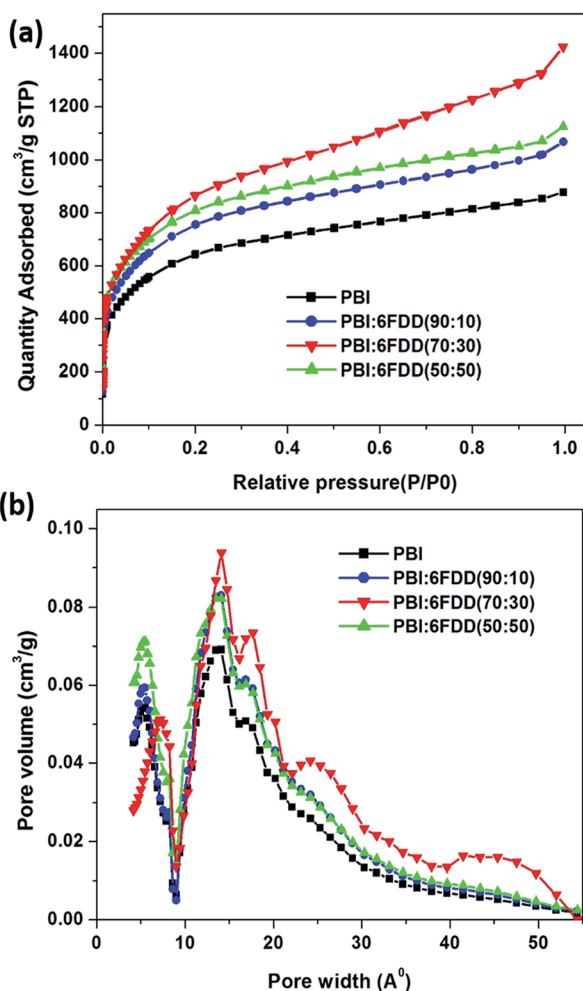 (a)
1400
1200
1000
800
600
400
200
0
Quantity Adsorbed (cm³/g STP)
PBI
PBI:6FDD(90:10)
PBI:6FDD(70:30)
PBI:6FDD(50:50)
0.0 0.2 0.4 0.6 0.8 1.0
Relative pressure(P/P0)
(b)
0.10
0.08
0.06
0.04
0.02
0.00
Pore volume (cm³/g)
PBI
PBI:6FDD(90:10)
PBI:6FDD(70:30)
PBI:6FDD(50:50)
0 10 20 30 40 50
Pore width (A⁰)